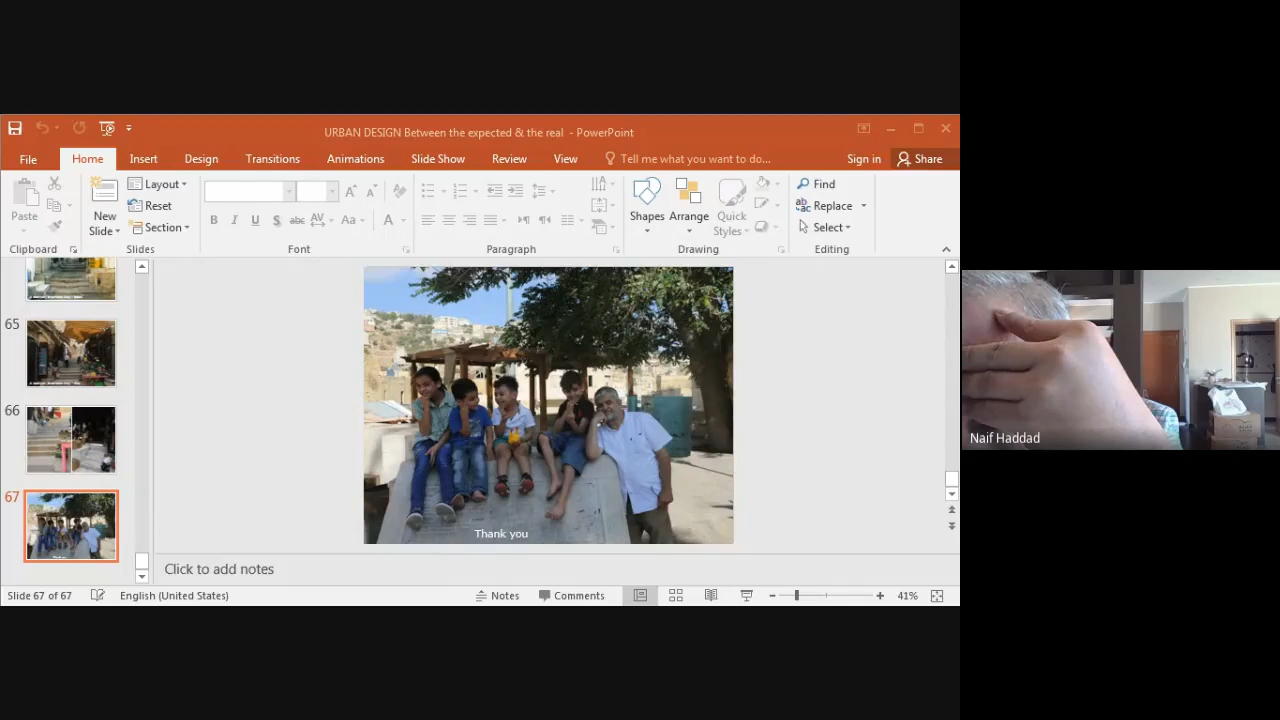 URBAN DESIGN Between the expected & the real - PowerPoint
File
Home
Insert
Design
Transitions
Animations
Slide Show
Review
View
Tell me what you want to do...
Sign in
Share
Paste
Clipboard
New
Slide
Layout
Reset
Section
Slides
Font
Paragraph
Shapes
Arrange
Quick
Styles
Drawing
Find
Replace
Select
Editing
65
66
67
Thank you
Click to add notes
Slide 67 of 67
English (United States)
Notes
Comments
41%
Naif Haddad